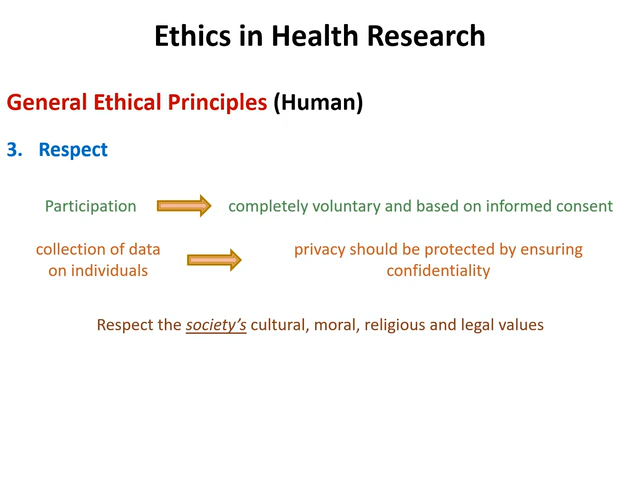 Ethics in Health Research
General Ethical Principles (Human)
3. Respect
Participation completely voluntary and based on informed consent
collection of data
on individuals
privacy should be protected by ensuring
confidentiality
Respect the society's cultural, moral, religious and legal values